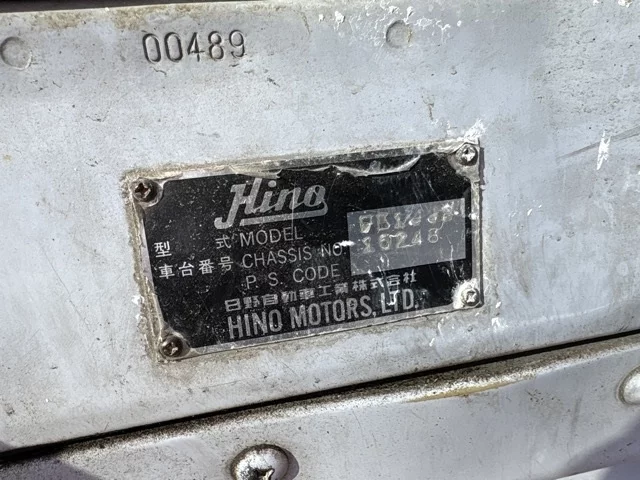 00489
Hino
型 式 MODEL
車台番号 CHASSIS NO. 10248
P. S. CODE
日野自動車工業株式会社
HINO MOTORS, LTD.